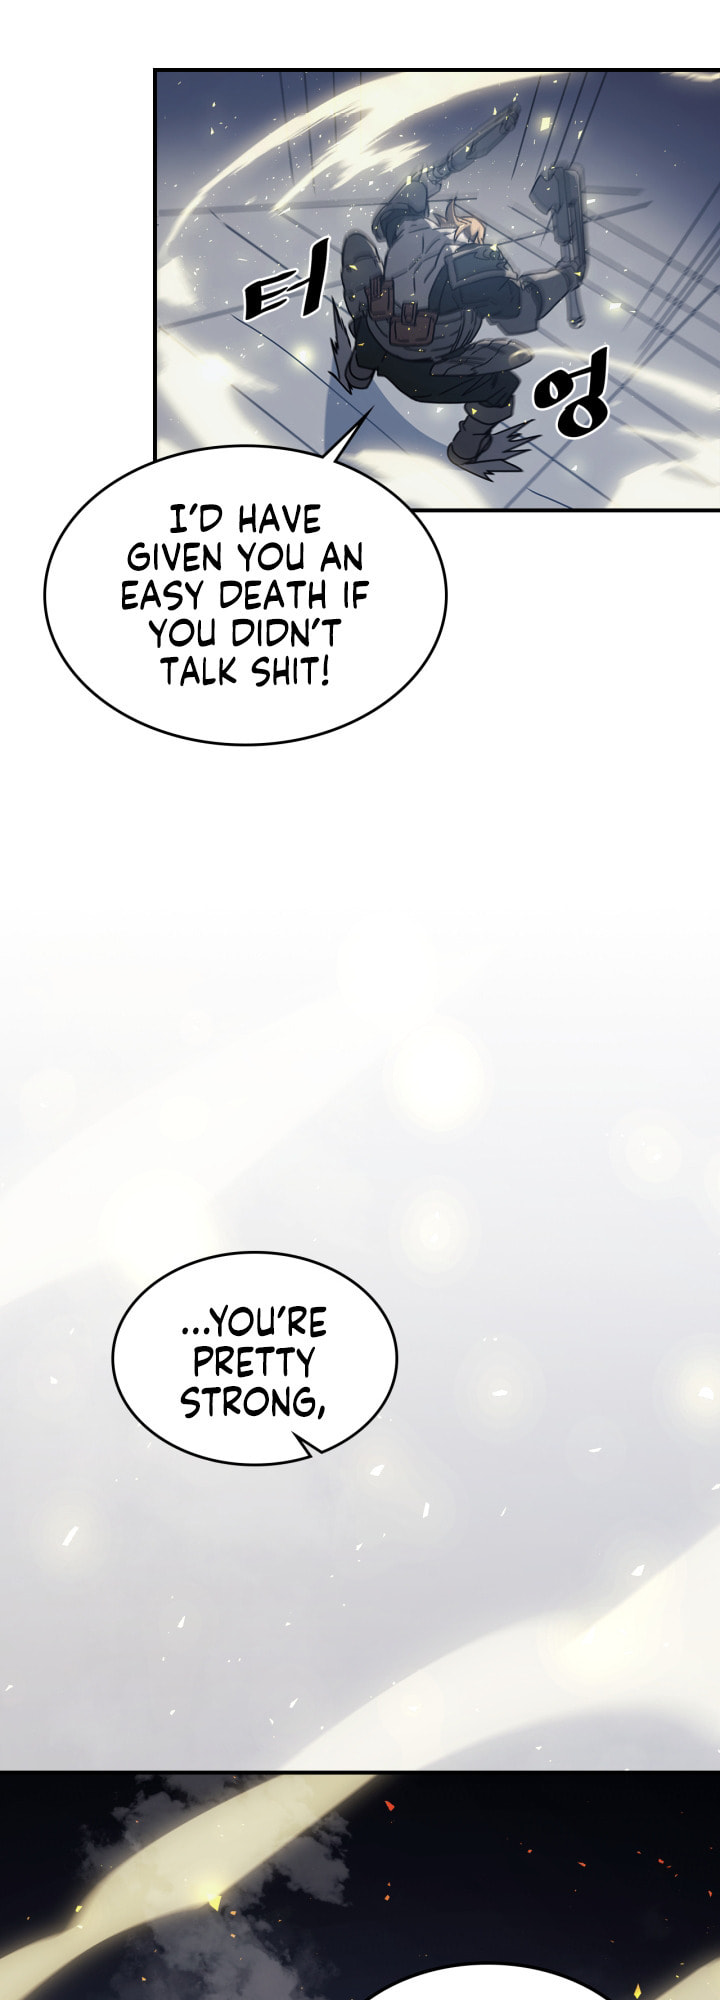 터
엉
I'D HAVE
GIVEN YOU AN
EASY DEATH IF
YOU DIDN'T
TALK SHIT!
...YOU'RE
PRETTY
STRONG,